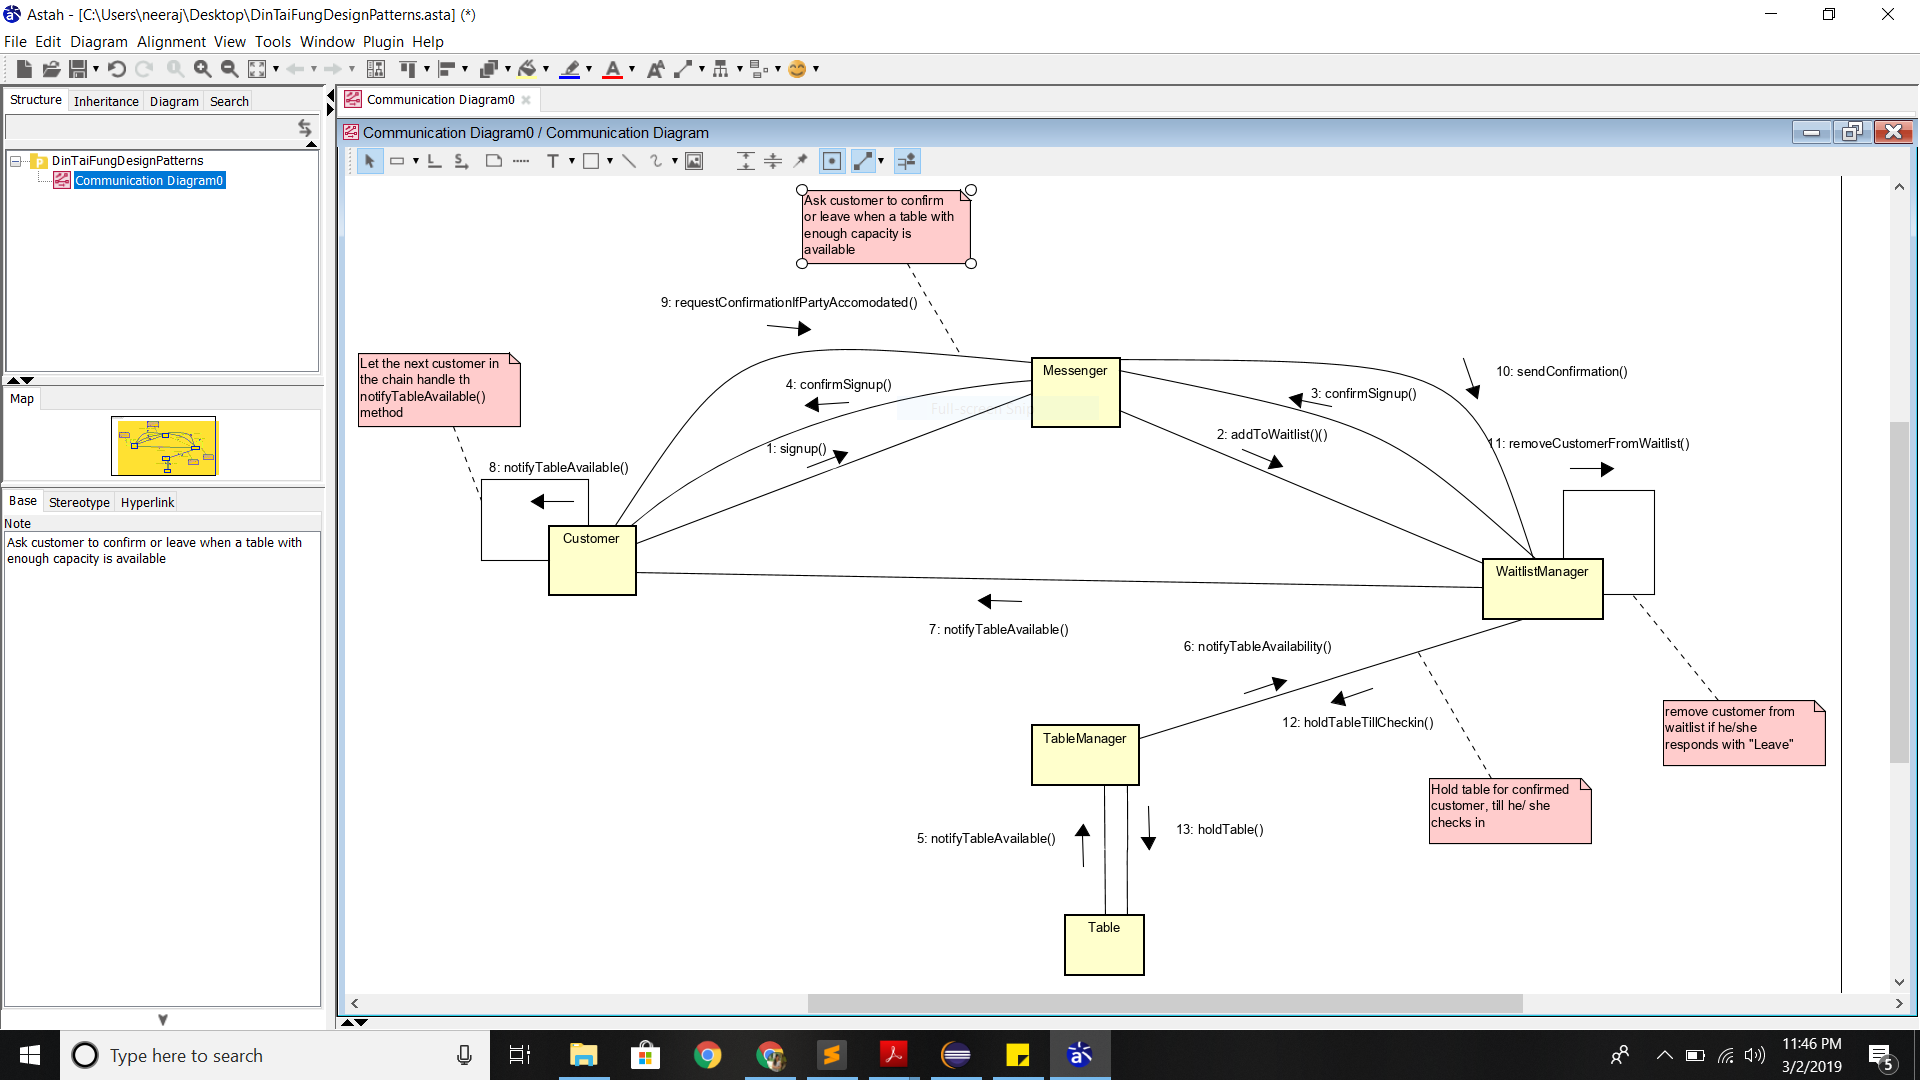 Astah - [C:\Users\neeraj\Desktop\DinTaiFungDesignPatterns.asta] (*)
File Edit Diagram Alignment View Tools Window Plugin Help
Structure Inheritance Diagram Search
DinTaiFungDesignPatterns
Communication Diagram0
Map
Base Stereotype Hyperlink
Note
Ask customer to confirm or leave when a table with
enough capacity is available
Communication Diagram0
Communication Diagram0 / Communication Diagram
Ask customer to confirm
or leave when a table with
enough capacity is
available
9: requestConfirmationIfPartyAccomodated()
Let the next customer in
the chain handle th
notifyTableAvailable()
method
Messenger
4: confirmSignup()
3: confirmSignup()
10: sendConfirmation()
Full-screen Snip
1: signup()
2: addToWaitlist()()
11: removeCustomerFromWaitlist()
8: notifyTableAvailable()
Customer
WaitlistManager
7: notifyTableAvailable()
6: notifyTableAvailability()
12: holdTableTillCheckin()
remove customer from
waitlist if he/she
responds with "Leave"
TableManager
Hold table for confirmed
customer, till he/ she
checks in
5: notifyTableAvailable()
13: holdTable()
Table
Type here to search
11:46 PM
3/2/2019
5